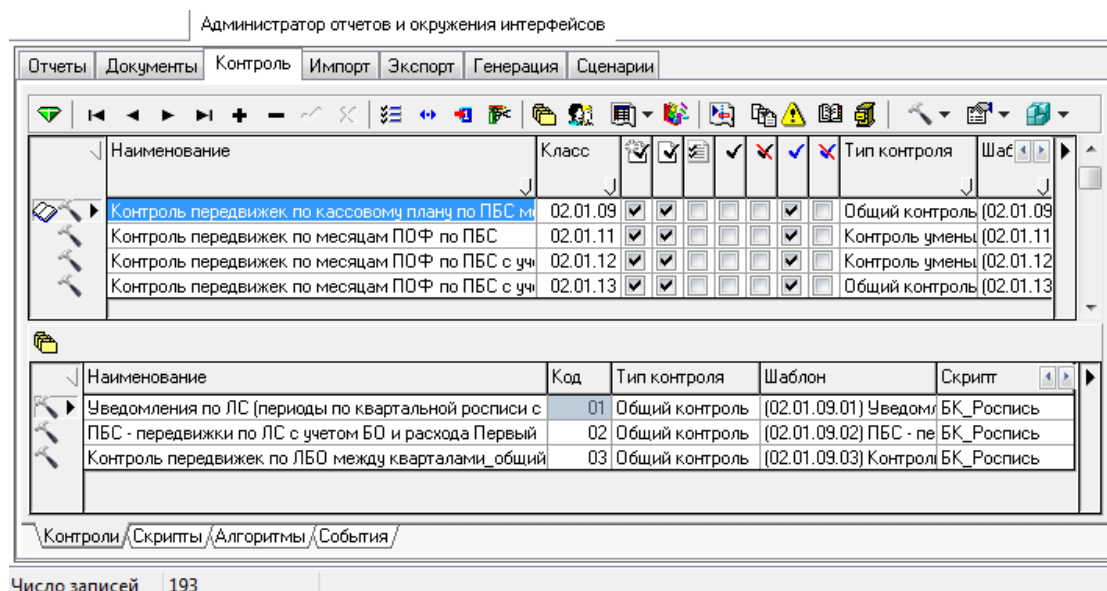 Администратор отчетов и окружения интерфейсов
Отчеты Документы Контроль Импорт Экспорт Генерация Сценарии
Наименование Класс Тип контроля Шаб
Контроль передвижек по кассовому плану по ПБС м 02.01.09 Общий контроль (02.01.09
Контроль передвижек по месяцам ПОФ по ПБС 02.01.11 Контроль умень (02.01.11
Контроль передвижек по месяцам ПОФ по ПБС с уч 02.01.12 Контроль умень (02.01.12
Контроль передвижек по месяцам ПОФ по ПБС с уч 02.01.13 Общий контроль (02.01.13
Наименование Код Тип контроля Шаблон Скрипт
Уведомления по ЛС (периоды по квартальной росписи с 01 Общий контроль (02.01.09.01) Уведомл БК_Роспись
ПБС - передвижки по ЛС с учетом БО и расхода Первый 02 Общий контроль (02.01.09.02) ПБС - пе БК_Роспись
Контроль передвижек по ЛБО между кварталами_общий 03 Общий контроль (02.01.09.03) Контрол БК_Роспись
Контроли Скрипты Алгоритмы События
Число записей 193